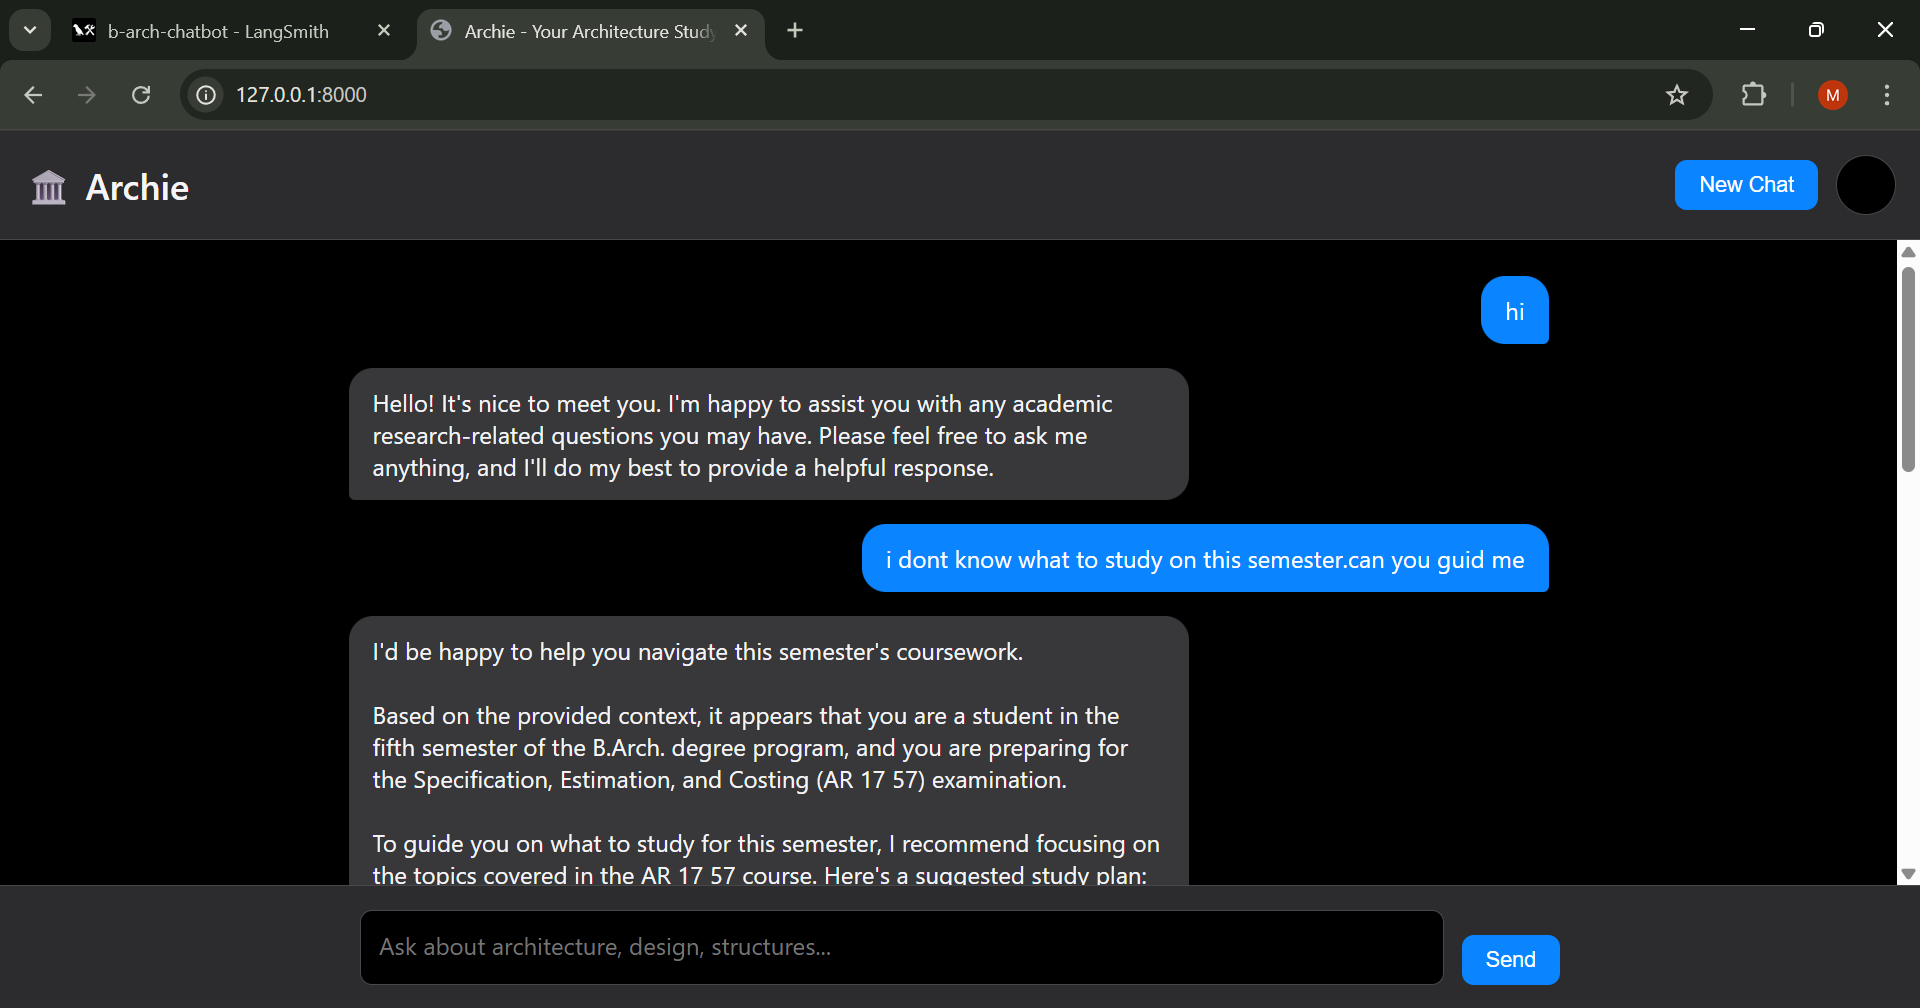 b-arch-chatbot - LangSmith
Archie - Your Architecture Study
127.0.0.1:8000
M
Archie
New Chat
hi
Hello! It's nice to meet you. I'm happy to assist you with any academic
research-related questions you may have. Please feel free to ask me
anything, and I'll do my best to provide a helpful response.
i dont know what to study on this semester.can you guid me
I'd be happy to help you navigate this semester's coursework.
Based on the provided context, it appears that you are a student in the
fifth semester of the B.Arch. degree program, and you are preparing for
the Specification, Estimation, and Costing (AR 17 57) examination.
To guide you on what to study for this semester, I recommend focusing on
the topics covered in the AR 17 57 course. Here's a suggested study plan:
Ask about architecture, design, structures...
Send